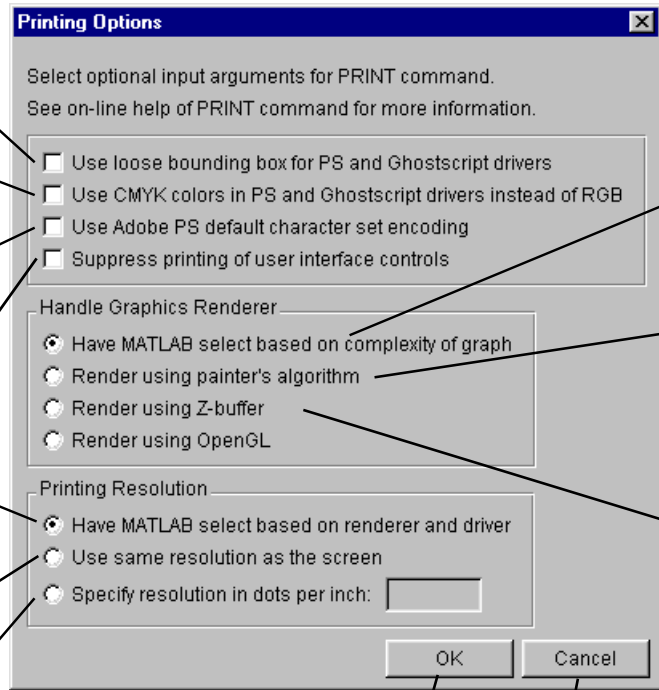 Printing Options
Select optional input arguments for PRINT command.
See on-line help of PRINT command for more information.
Use loose bounding box for PS and Ghostscript drivers
Use CMYK colors in PS and Ghostscript drivers instead of RGB
Use Adobe PS default character set encoding
Suppress printing of user interface controls
Handle Graphics Renderer
Have MATLAB select based on complexity of graph
Render using painter's algorithm
Render using Z-buffer
Render using OpenGL
Printing Resolution
Have MATLAB select based on renderer and driver
Use same resolution as the screen
Specify resolution in dots per inch:
OK Cancel